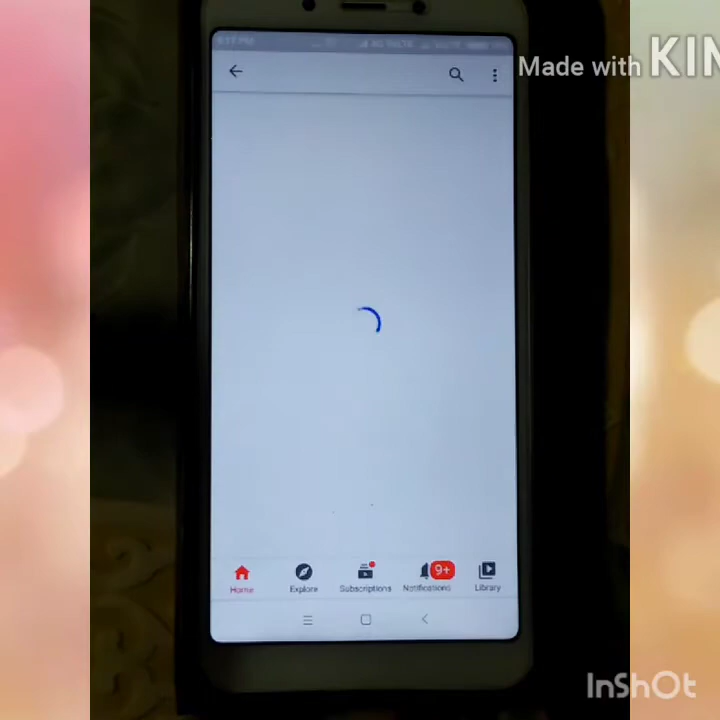 Made with KIN
Home
Explore
Subscriptions
9+
Notifications
Library
InShOt